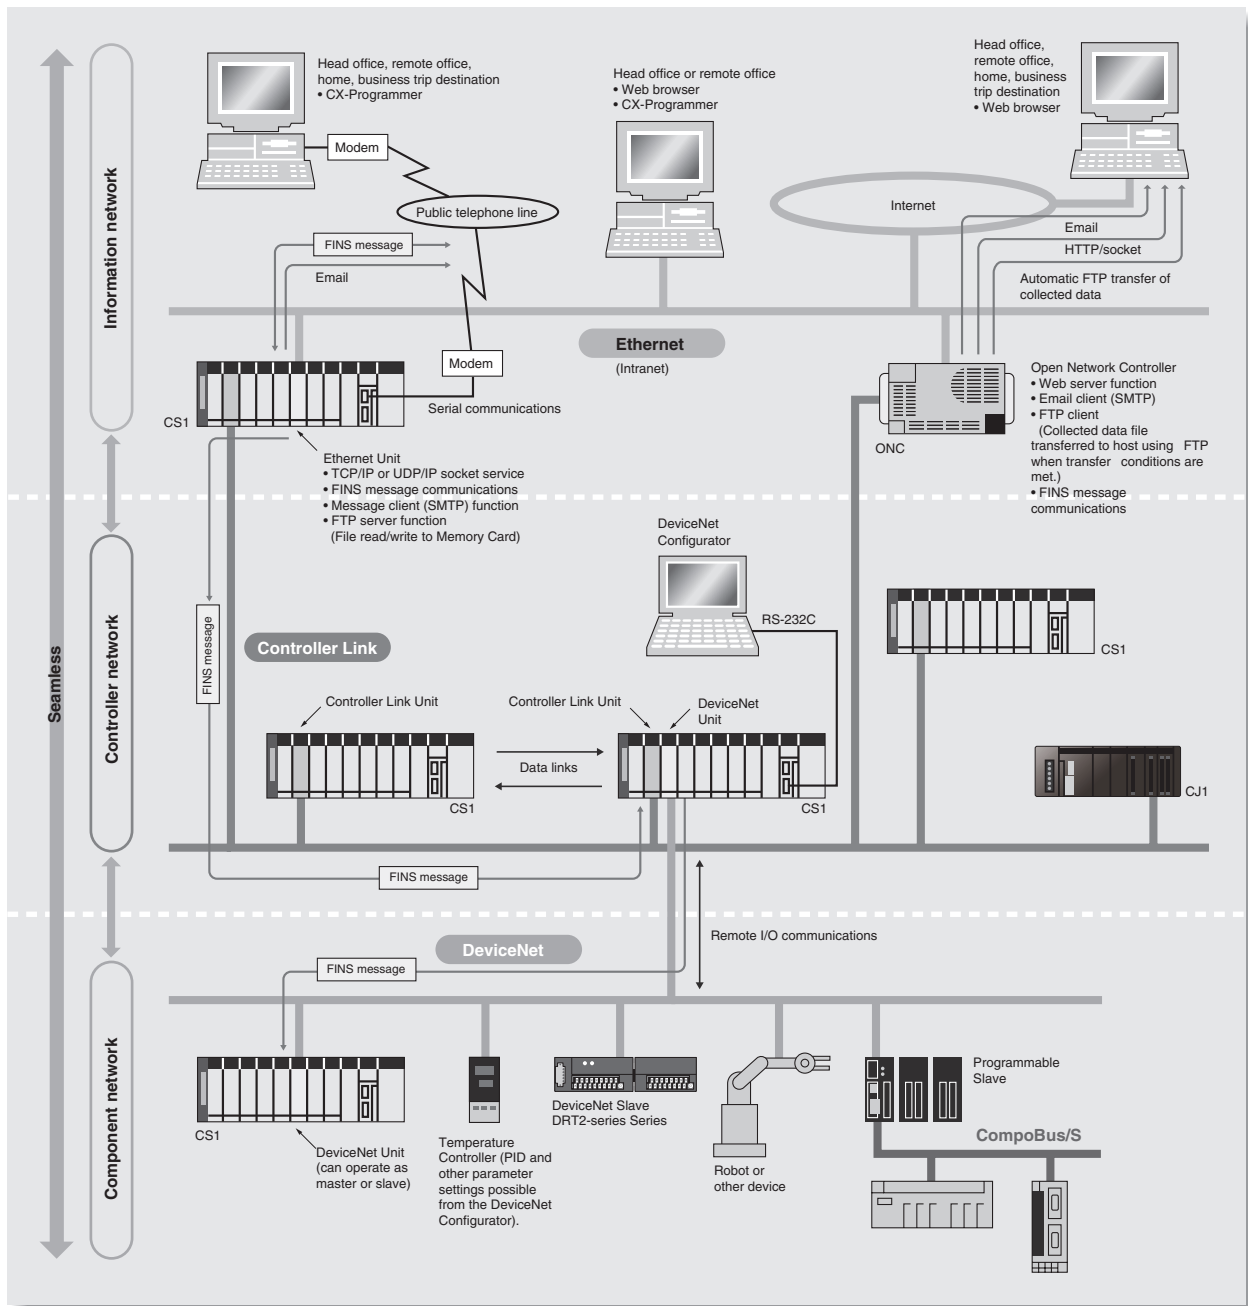 Seamless
Information network
Controller network
Component network
Head office, remote office,
home, business trip destination
• CX-Programmer
Modem
Public telephone line
FINS message
Email
Head office or remote office
• Web browser
• CX-Programmer
Head office,
remote office,
home, business
trip destination
• Web browser
Internet
Email
HTTP/socket
Automatic FTP transfer of
collected data
Ethernet
(Intranet)
Modem
Serial communications
CS1
Ethernet Unit
• TCP/IP or UDP/IP socket service
• FINS message communications
• Message client (SMTP) function
• FTP server function
(File read/write to Memory Card)
ONC
Open Network Controller
• Web server function
• Email client (SMTP)
• FTP client
(Collected data file
transferred to host using FTP
when transfer conditions are
met.)
• FINS message
communications
DeviceNet
Configurator
RS-232C
FINS message
Controller Link
Controller Link Unit
Controller Link Unit
DeviceNet
Unit
Data links
CS1
CS1
CS1
CJ1
FINS message
Remote I/O communications
DeviceNet
FINS message
CS1
DeviceNet Unit
(can operate as
master or slave)
Temperature
Controller (PID and
other parameter
settings possible
from the DeviceNet
Configurator).
DeviceNet Slave
DRT2-series Series
Robot or
other device
Programmable
Slave
CompoBus/S